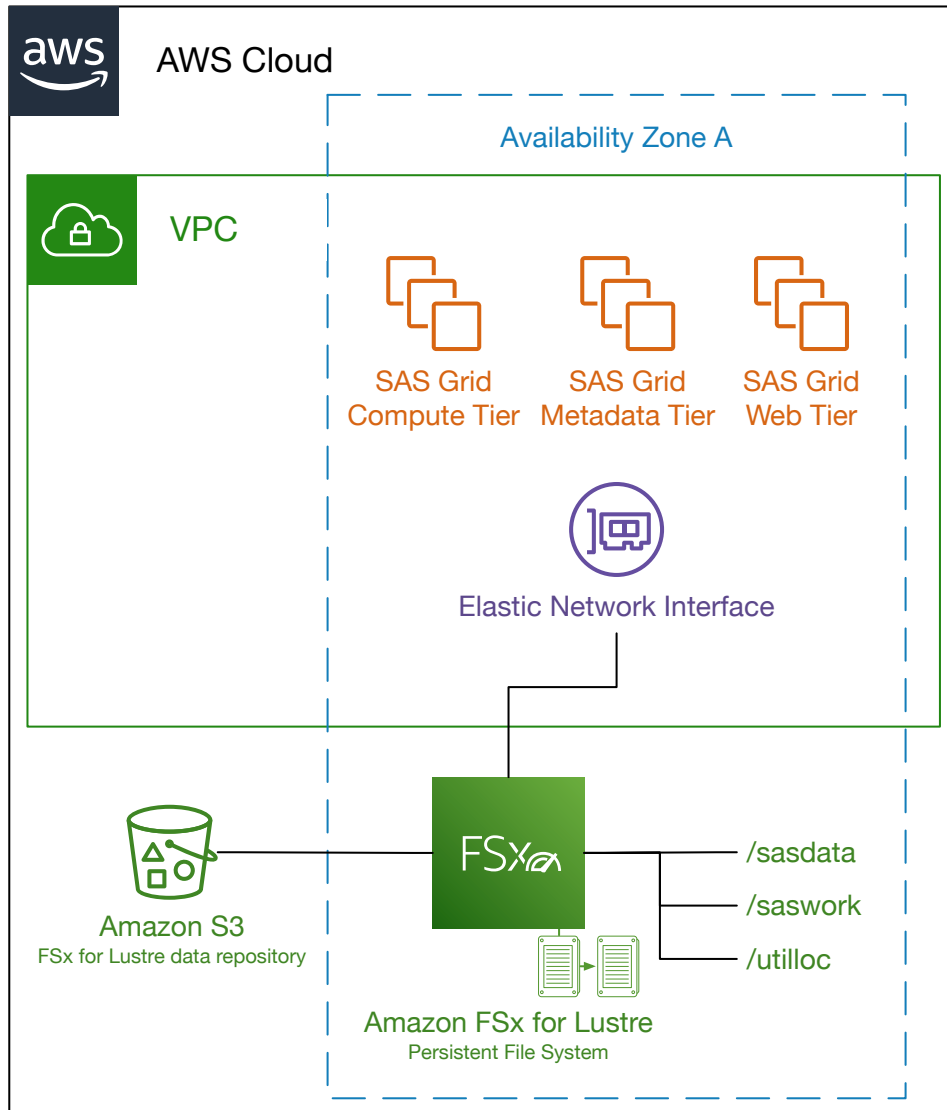 aws
AWS Cloud
Availability Zone A
VPC
SAS Grid
Compute Tier
SAS Grid
Metadata Tier
SAS Grid
Web Tier
Elastic Network Interface
FSx
/sasdata
/saswork
/utilloc
Amazon S3
FSx for Lustre data repository
Amazon FSx for Lustre
Persistent File System